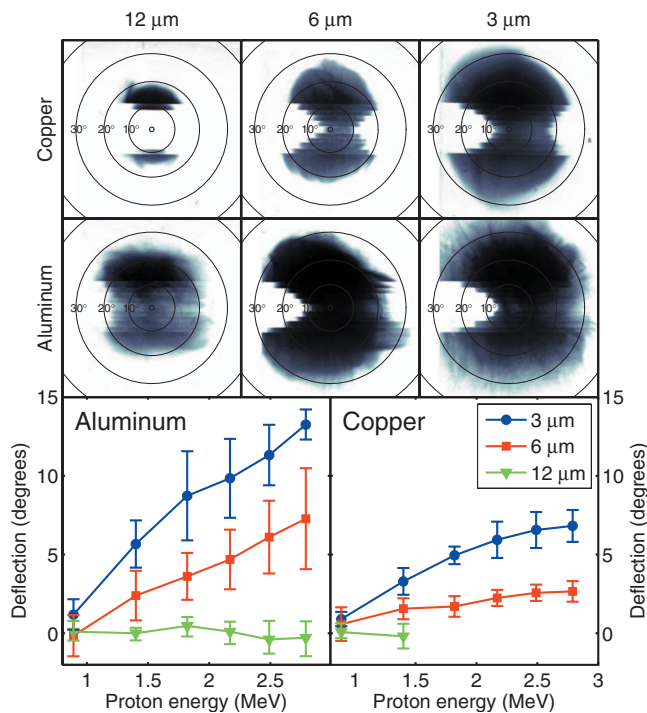 12 μm 6 μm 3 μm
Copper
30° 20° 10° 30° 20° 10° 30° 20° 10°
Aluminum
30° 20° 10° 30° 20° 10° 30° 20° 10°
Aluminum
Copper
3 μm
6 μm
12 μm
Deflection (degrees)
15
10
5
0
Deflection (degrees)
15
10
5
0
1 1.5 2 2.5 1 1.5 2 2.5 3
Proton energy (MeV) Proton energy (MeV)